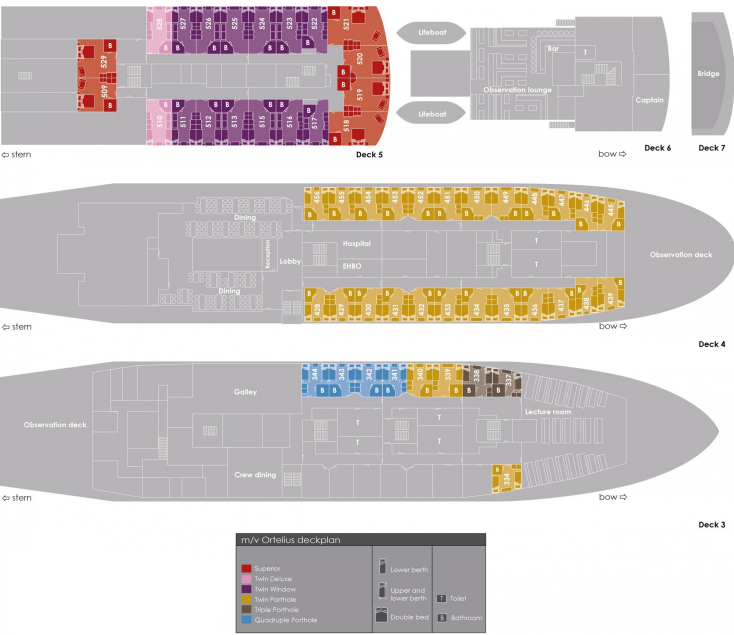 528
527
526
525
524
523
522
521
B B B B B B B
B
529
509
B
B
B
B
520
519
B B B B B B
B
510
511
512
513
515
516
517
518
B
⇦ stern
Deck 5
Lifeboat
Lifeboat
Bar
T
Observation lounge
Captain
bow ⇨
Deck 6
Bridge
Deck 7
456
455
454
453
452
451
450
449
448
447
446
445
B B B B B B B B B B B
Dining
Reception
Lobby
Hospital
EHBO
T
T
Observation deck
Dining
B B B B B B B B B B B
428
429
430
431
432
433
434
435
436
437
438
439
⇦ stern
bow ⇨
Deck 4
344
343
342
341
340
339
338
337
B B B B B B B B
Galley
Observation deck
T T
T T
Lecture room
Crew dining
B
334
⇦ stern
bow ⇨
Deck 3
m/v Ortelius deckplan
Superior
Twin Deluxe
Twin Window
Twin Porthole
Triple Porthole
Quadruple Porthole
Lower berth
Upper and
lower berth
Double bed
T Toilet
B Bathroom